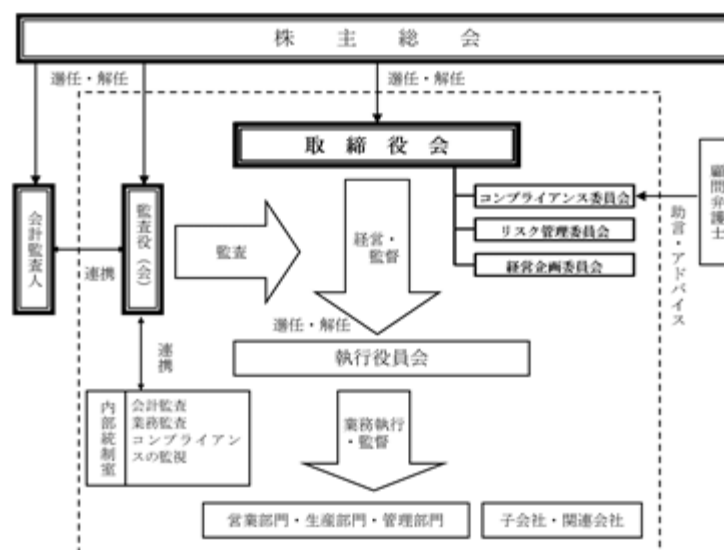 株主総会
選任・解任
選任・解任
取締役会
会計監査人
監査役（会）
連携
監査
経営・
監督
コンプライアンス委員会
リスク管理委員会
経営企画委員会
顧問弁護士
助言・アドバイス
選任・解任
執行役員会
連携
内部統制室
会計監査
業務監査
コンプライアン
スの監視
業務執行
・監督
営業部門・生産部門・管理部門
子会社・関連会社